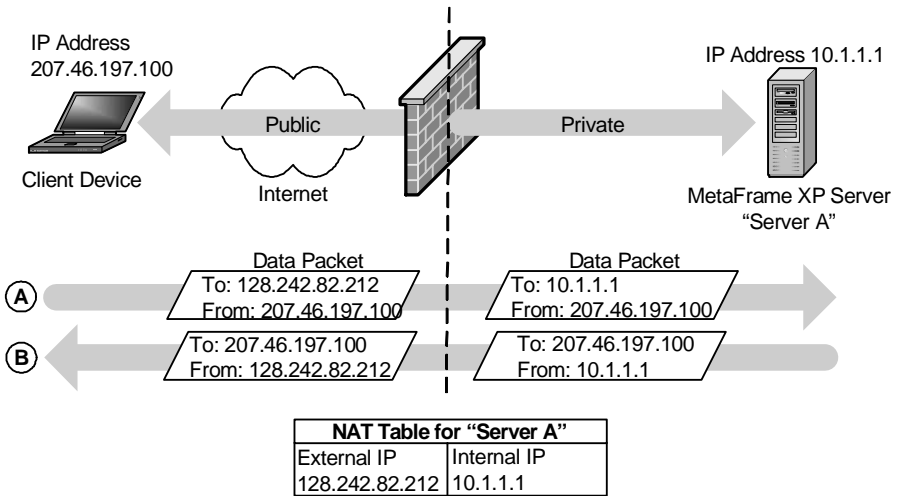 IP Address
207.46.197.100
IP Address 10.1.1.1
Public
Private
Client Device
Internet
MetaFrame XP Server
“Server A”
Data Packet
Data Packet
A
To: 128.242.82.212
From: 207.46.197.100
To: 10.1.1.1
From: 207.46.197.100
B
To: 207.46.197.100
From: 128.242.82.212
To: 207.46.197.100
From: 10.1.1.1
NAT Table for “Server A”
External IP
Internal IP
128.242.82.212
10.1.1.1